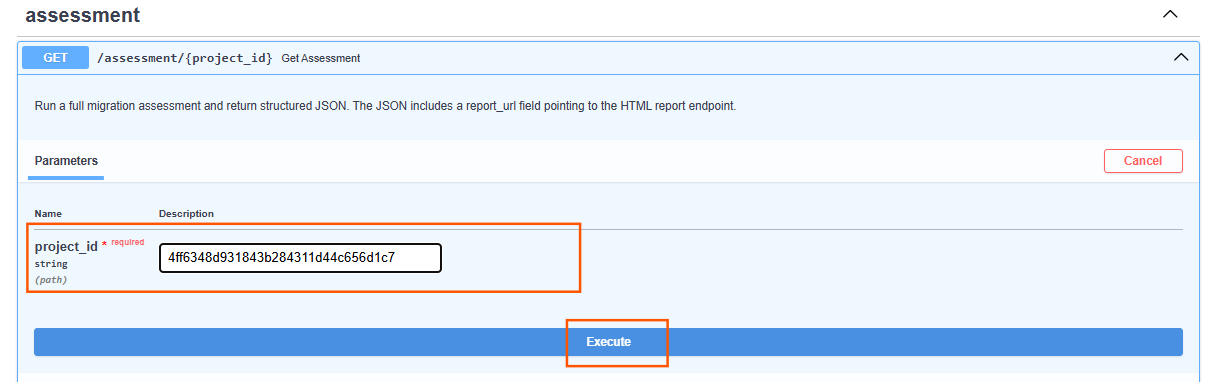 assessment
GET /assessment/{project_id} Get Assessment
Run a full migration assessment and return structured JSON. The JSON includes a report_url field pointing to the HTML report endpoint.
Parameters Cancel
Name Description
project_id * required
string
(path)
4ff6348d931843b284311d44c656d1c7
Execute